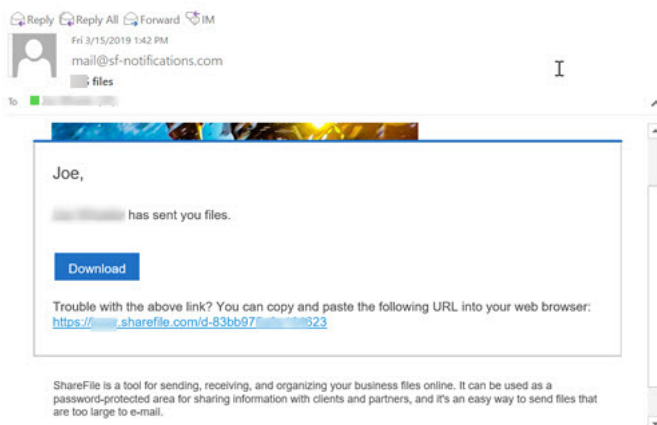 Reply Reply All Forward IM
Fri 3/15/2019 1:42 PM
mail@sf-notifications.com
files
To
Joe,
has sent you files.
Download
Trouble with the above link? You can copy and paste the following URL into your web browser:
https:// .sharefile.com/d-83bb97 623
ShareFile is a tool for sending, receiving, and organizing your business files online. It can be used as a
password-protected area for sharing information with clients and partners, and it's an easy way to send files that
are too large to e-mail.